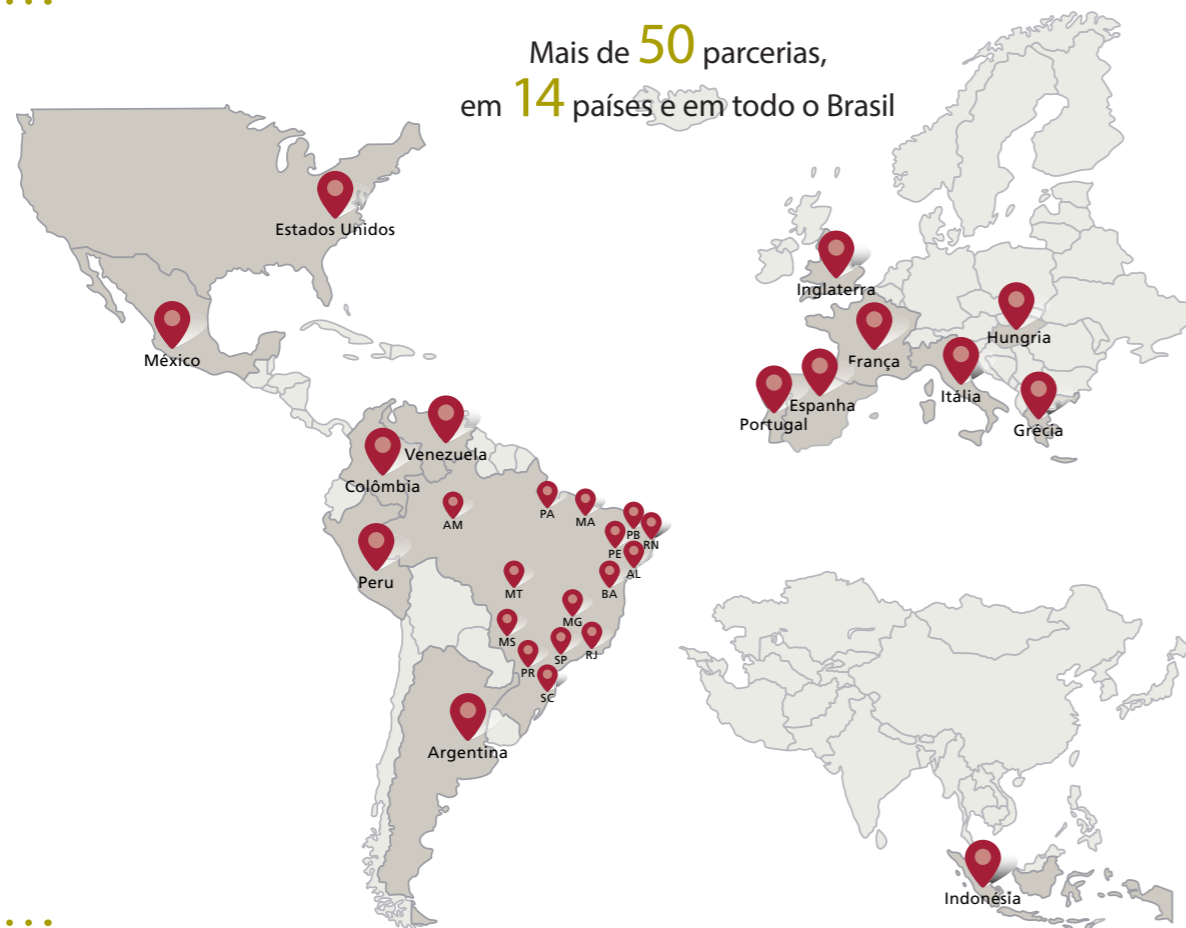 Mais de 50 parcerias,
em 14 países e em todo o Brasil
Estados Unidos
México
Venezuela
Colômbia
Peru
Argentina
AM
PA
MA
PB
RN
PE
AL
MT
BA
MG
MS
SP
RJ
PR
SC
Inglaterra
França
Hungria
Itália
Espanha
Portugal
Grécia
Indonésia